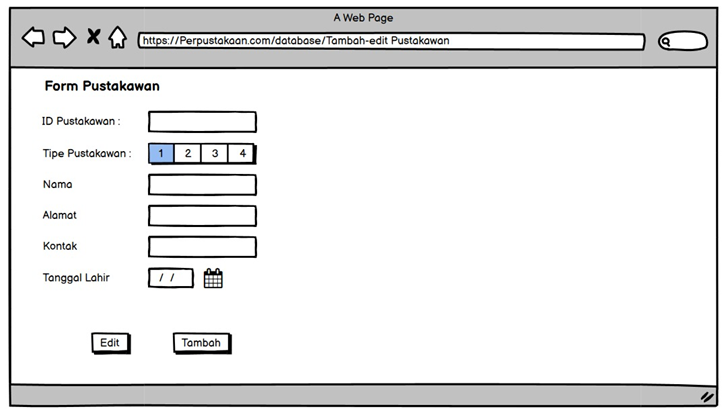 A Web Page
https://Perpustakaan.com/database/Tambah-edit Pustakawan
Form Pustakawan
ID Pustakawan :
Tipe Pustakawan : 1 2 3 4
Nama
Alamat
Kontak
Tanggal Lahir / /
Edit Tambah